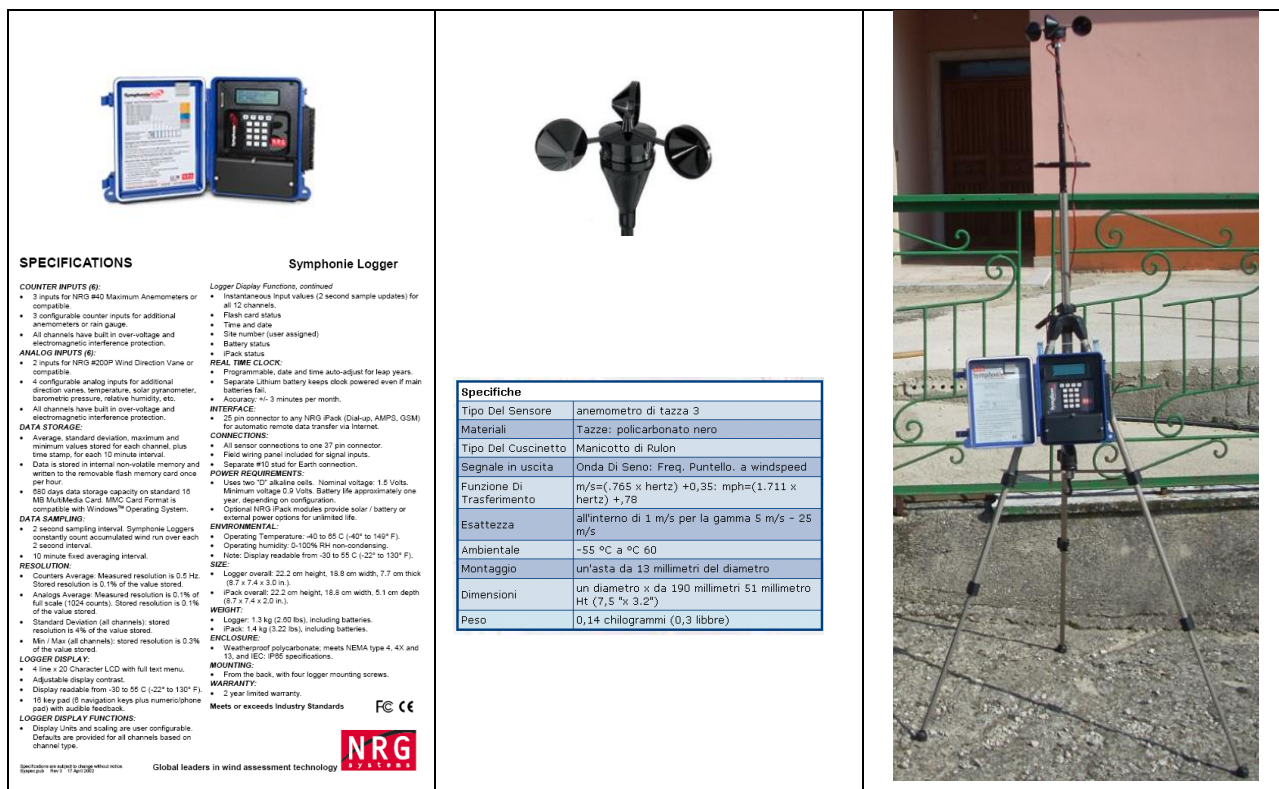 SPECIFICATIONS
Symphonie Logger
COUNTER INPUTS (6):
• 3 inputs for NRG #40 Maximum Anemometers or
compatible.
• 3 configurable counter inputs for additional
anemometers or rain gauge.
• All channels have built in over-voltage and
electromagnetic interference protection.
ANALOG INPUTS (6):
• 2 inputs for NRG #200P Wind Direction Vane or
compatible.
• 4 configurable analog inputs for additional
direction vanes, temperature, solar pyranometer,
barometric pressure, relative humidity, etc.
• All channels have built in over-voltage and
electromagnetic interference protection.
DATA STORAGE:
• Average, standard deviation, maximum and
minimum values stored for each channel, plus
time stamp, for each 10 minute interval.
• Data is stored in internal non-volatile memory and
written to the removable flash memory card once
per hour.
• 680 days data storage capacity on standard 16
MB MultiMedia Card. MMC Card Format is
compatible with Windows™ Operating System.
DATA SAMPLING:
• 2 second sampling interval. Symphonie Loggers
constantly count accumulated wind run over each
2 second interval.
• 10 minute fixed averaging interval.
RESOLUTION:
• Counters Average: Measured resolution is 0.5 Hz.
Stored resolution is 0.1% of the value stored.
• Analogs Average: Measured resolution is 0.1% of
full scale (1024 counts). Stored resolution is 0.1%
of the value stored.
• Standard Deviation (all channels): stored
resolution is 4% of the value stored.
• Min / Max (all channels): stored resolution is 0.3%
of the value stored.
LOGGER DISPLAY:
• 4 line x 20 Character LCD with full text menu.
• Adjustable display contrast.
• Display readable from -30 to 55 C (-22° to 130° F).
• 16 key pad (6 navigation keys plus numeric/phone
pad) with audible feedback.
LOGGER DISPLAY FUNCTIONS:
• Display Units and scaling are user configurable.
Defaults are provided for all channels based on
channel type.
Logger Display Functions, continued
• Instantaneous Input values (2 second sample updates) for
all 12 channels.
• Flash card status
• Time and date
• Site number (user assigned)
• Battery status
• iPack status
REAL TIME CLOCK:
• Programmable, date and time auto-adjust for leap years.
• Separate Lithium battery keeps clock powered even if main
batteries fail.
• Accuracy: +/- 3 minutes per month.
INTERFACE:
• 25 pin connector to any NRG iPack (Dial-up, AMPS, GSM)
for automatic remote data transfer via Internet.
CONNECTIONS:
• All sensor connections to one 37 pin connector.
• Field wiring panel included for signal inputs.
• Separate #10 stud for Earth connection.
POWER REQUIREMENTS:
• Uses two "D" alkaline cells. Nominal voltage: 1.5 Volts.
Minimum voltage 0.9 Volts. Battery life approximately one
year, depending on configuration.
• Optional NRG iPack modules provide solar / battery or
external power options for unlimited life.
ENVIRONMENTAL:
• Operating Temperature: -40 to 65 C (-40° to 149° F).
• Operating humidity: 0-100% RH non-condensing.
• Note: Display readable from -30 to 55 C (-22° to 130° F).
SIZE:
• Logger overall: 22.2 cm height, 18.8 cm width, 7.7 cm thick
(8.7 x 7.4 x 3.0 in.).
• iPack overall: 22.2 cm height, 18.8 cm width, 5.1 cm depth
(8.7 x 7.4 x 2.0 in.).
WEIGHT:
• Logger: 1.3 kg (2.60 lbs), including batteries.
• iPack: 1.4 kg (3.22 lbs), including batteries.
ENCLOSURE:
• Weatherproof polycarbonate; meets NEMA type 4, 4X and
13, and IEC: IP65 specifications.
MOUNTING:
• From the back, with four logger mounting screws.
WARRANTY:
• 2 year limited warranty.
Meets or exceeds Industry Standards
FC CE
NRG
systems
Specifications are subject to change without notice.
Rev 3 17 April 2002
Global leaders in wind assessment technology
Specifiche
Tipo Del Sensore anemometro di tazza 3
Materiali Tazze: policarbonato nero
Tipo Del Cuscinetto Manicotto di Rulon
Segnale in uscita Onda Di Seno: Freq. Puntello. a windspeed
Funzione Di Trasferimento m/s=(.765 x hertz) +0,35: mph=(1.711 x
hertz) +,78
Esattezza all'interno di 1 m/s per la gamma 5 m/s - 25
m/s
Ambientale -55 ºC a ºC 60
Montaggio un'asta da 13 millimetri del diametro
Dimensioni un diametro x da 190 millimetri 51 millimetro
Ht (7,5 "x 3.2")
Peso 0,14 chilogrammi (0,3 libbre)
Symphonie